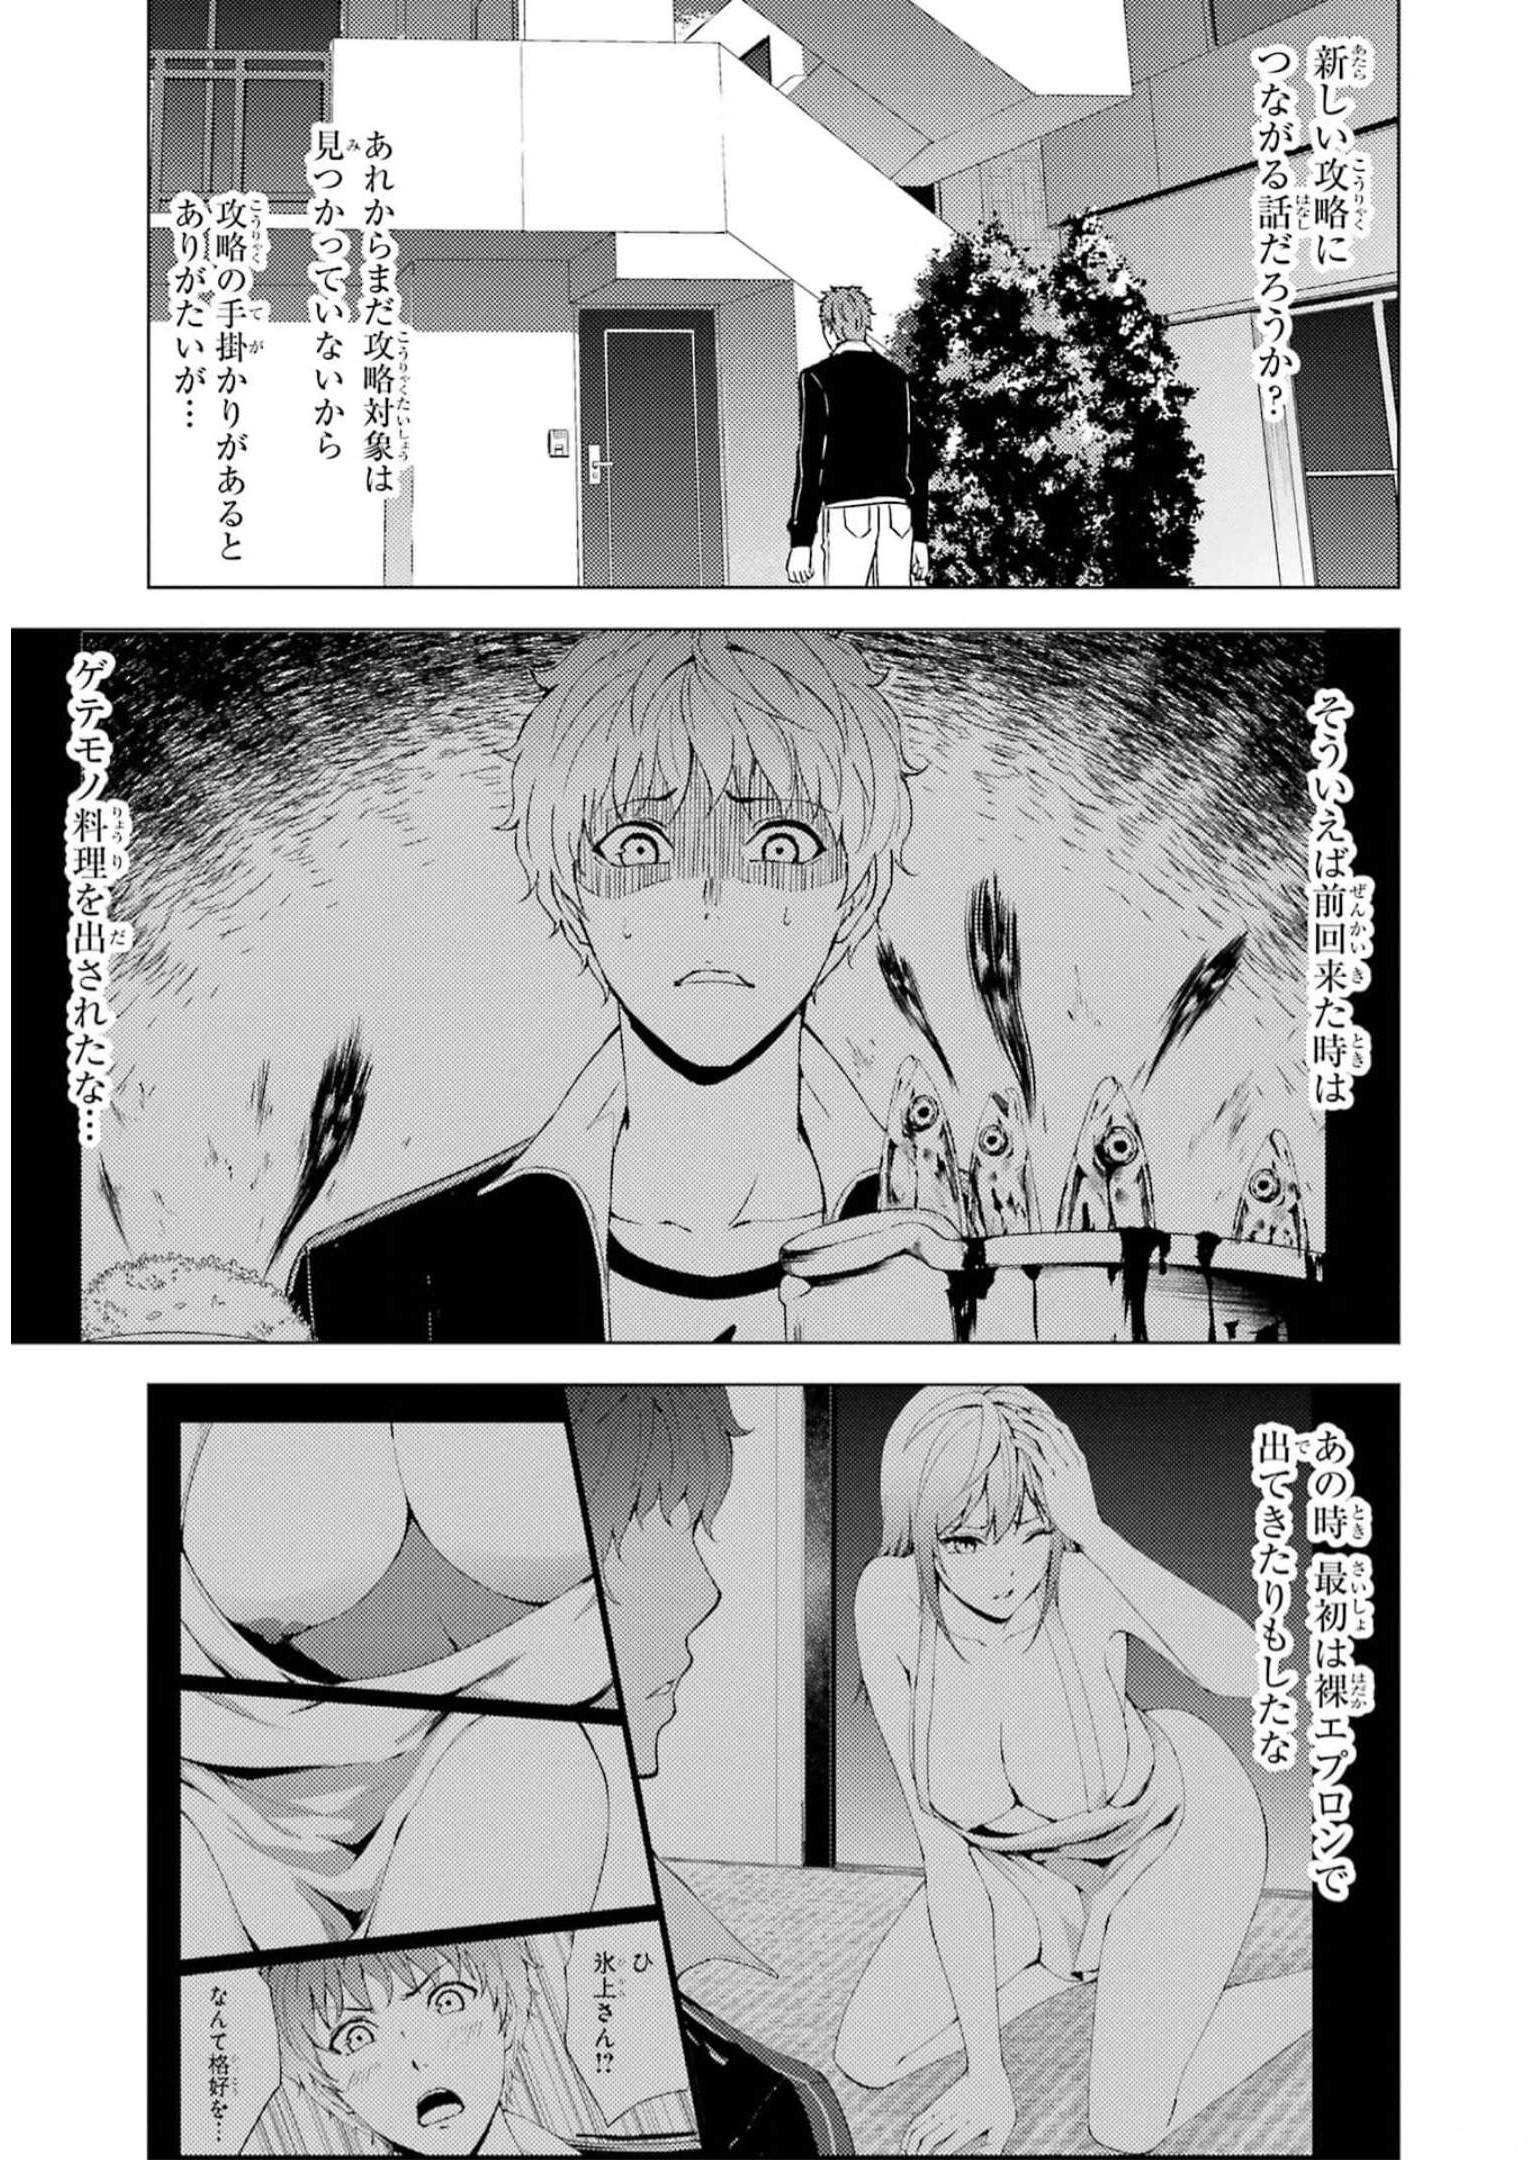 新しい攻略に
つながる話だろうか？
あれからまだ攻略対象は
見つかっていないから
攻略の手掛かりがあると
ありがたいが…
そういえば前回来た時は
ゲテモノ料理を出されたな…
あの時 最初は裸エプロンで
出てきたりもしたな
ひ
氷上さん!?
なんて格好を…